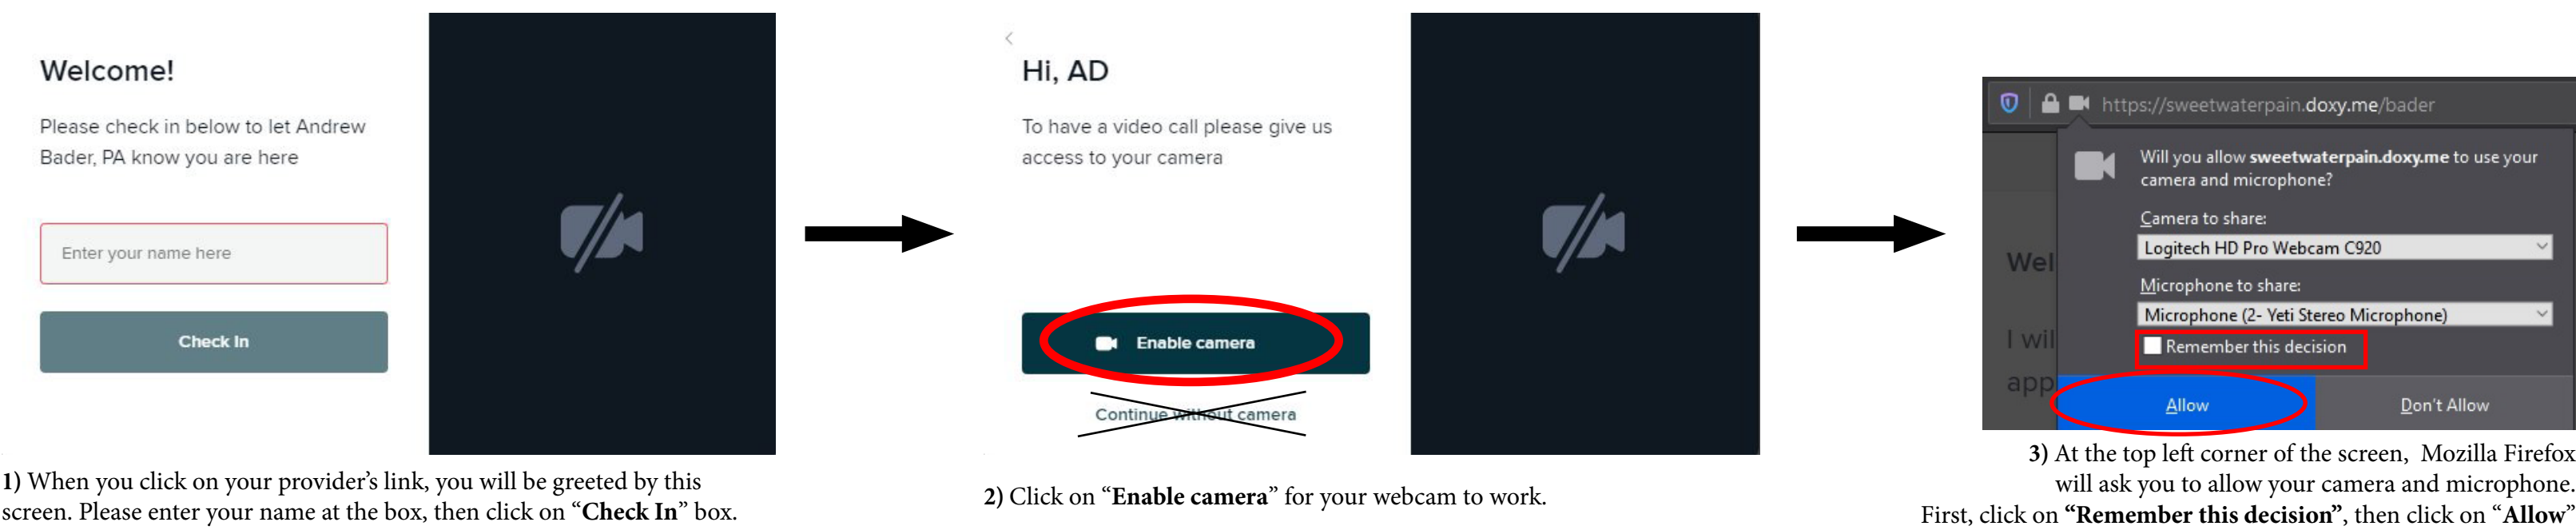 Welcome!
Please check in below to let Andrew
Bader, PA know you are here
Enter your name here
Check In
1) When you click on your provider’s link, you will be greeted by this
screen. Please enter your name at the box, then click on “Check In” box.
Hi, AD
To have a video call please give us
access to your camera
Enable camera
Continue without camera
2) Click on “Enable camera” for your webcam to work.
https://sweetwaterpain.doxy.me/bader
Will you allow sweetwaterpain.doxy.me to use your
camera and microphone?
Camera to share:
Logitech HD Pro Webcam C920
Microphone to share:
Microphone (2- Yeti Stereo Microphone)
Remember this decision
Wel
I wil
app
Allow
Don't Allow
3) At the top left corner of the screen, Mozilla Firefox
will ask you to allow your camera and microphone.
First, click on “Remember this decision”, then click on “Allow”